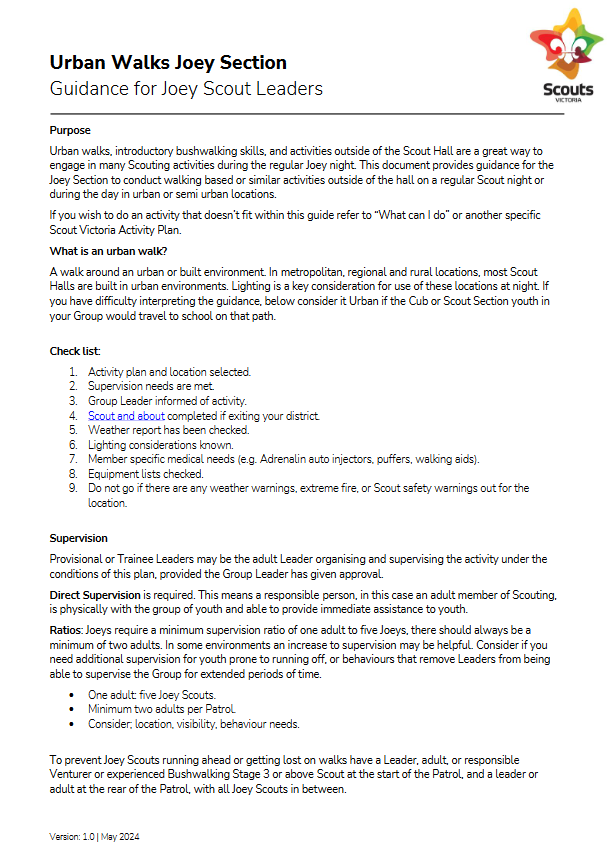 Scouts
VICTORIA
Urban Walks Joey Section
Guidance for Joey Scout Leaders
Purpose
Urban walks, introductory bushwalking skills, and activities outside of the Scout Hall are a great way to
engage in many Scouting activities during the regular Joey night. This document provides guidance for the
Joey Section to conduct walking based or similar activities outside of the hall on a regular Scout night or
during the day in urban or semi urban locations.
If you wish to do an activity that doesn't fit within this guide refer to “What can I do” or another specific
Scout Victoria Activity Plan.
What is an urban walk?
A walk around an urban or built environment. In metropolitan, regional and rural locations, most Scout
Halls are built in urban environments. Lighting is a key consideration for use of these locations at night. If
you have difficulty interpreting the guidance, below consider it Urban if the Cub or Scout Section youth in
your Group would travel to school on that path.
Check list:
1. Activity plan and location selected.
2. Supervision needs are met.
3. Group Leader informed of activity.
4. Scout and about completed if exiting your district.
5. Weather report has been checked.
6. Lighting considerations known.
7. Member specific medical needs (e.g. Adrenalin auto injectors, puffers, walking aids).
8. Equipment lists checked.
9. Do not go if there are any weather warnings, extreme fire, or Scout safety warnings out for the
location.
Supervision
Provisional or Trainee Leaders may be the adult Leader organising and supervising the activity under the
conditions of this plan, provided the Group Leader has given approval.
Direct Supervision is required. This means a responsible person, in this case an adult member of Scouting,
is physically with the group of youth and able to provide immediate assistance to youth.
Ratios: Joeys require a minimum supervision ratio of one adult to five Joeys, there should always be a
minimum of two adults. In some environments an increase to supervision may be helpful. Consider if you
need additional supervision for youth prone to running off, or behaviours that remove Leaders from being
able to supervise the Group for extended periods of time.
• One adult: five Joey Scouts.
• Minimum two adults per Patrol.
• Consider; location, visibility, behaviour needs.
To prevent Joey Scouts running ahead or getting lost on walks have a Leader, adult, or responsible
Venturer or experienced Bushwalking Stage 3 or above Scout at the start of the Patrol, and a leader or
adult at the rear of the Patrol, with all Joey Scouts in between.
Version: 1.0 | May 2024